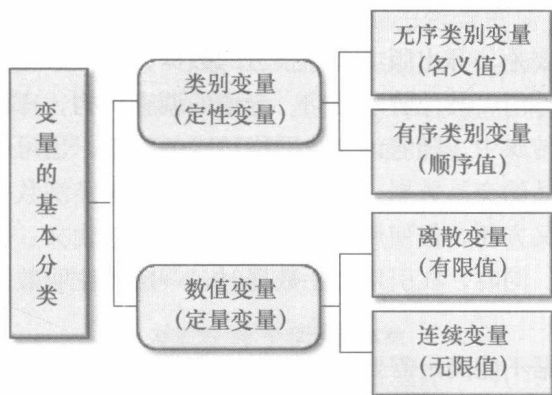 变量的基本分类
类别变量
(定性变量)
数值变量
(定量变量)
无序类别变量
(名义值)
有序类别变量
(顺序值)
离散变量
(有限值)
连续变量
(无限值)